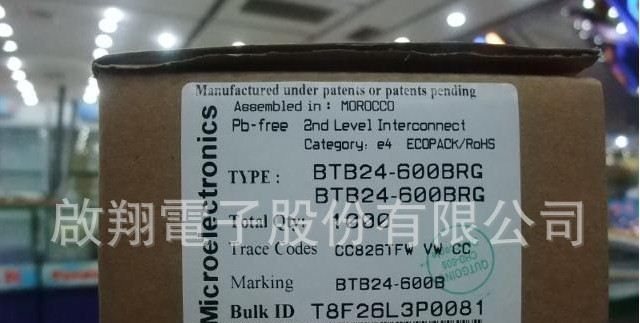 Manufactured under patents or patents pending
Assembled in : MOROCCO
Pb-free 2nd Level Interconnect
Category: e4 ECOPACK/RoHS
Microelectronics
TYPE : BTB24-600BRG
BTB24-600BRG
啟翔電子股份有限公司
Total Qty: 1000
Trace Codes CC826TFW VW CC
Marking BTB24-600B
Bulk ID T8F26L3P0081